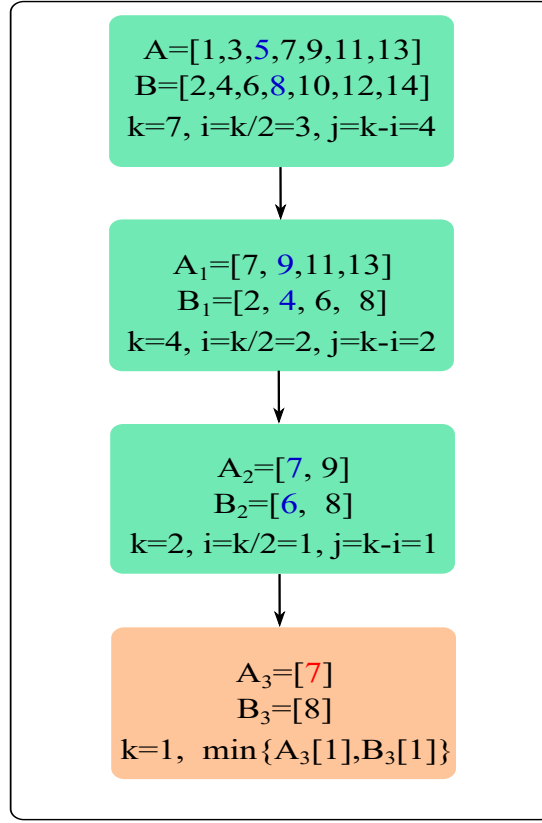 A=[1,3,5,7,9,11,13]
B=[2,4,6,8,10,12,14]
k=7, i=k/2=3, j=k-i=4
A₁=[7, 9,11,13]
B₁=[2, 4, 6, 8]
k=4, i=k/2=2, j=k-i=2
A₂=[7, 9]
B₂=[6, 8]
k=2, i=k/2=1, j=k-i=1
A₃=[7]
B₃=[8]
k=1, min{A₃[1],B₃[1]}